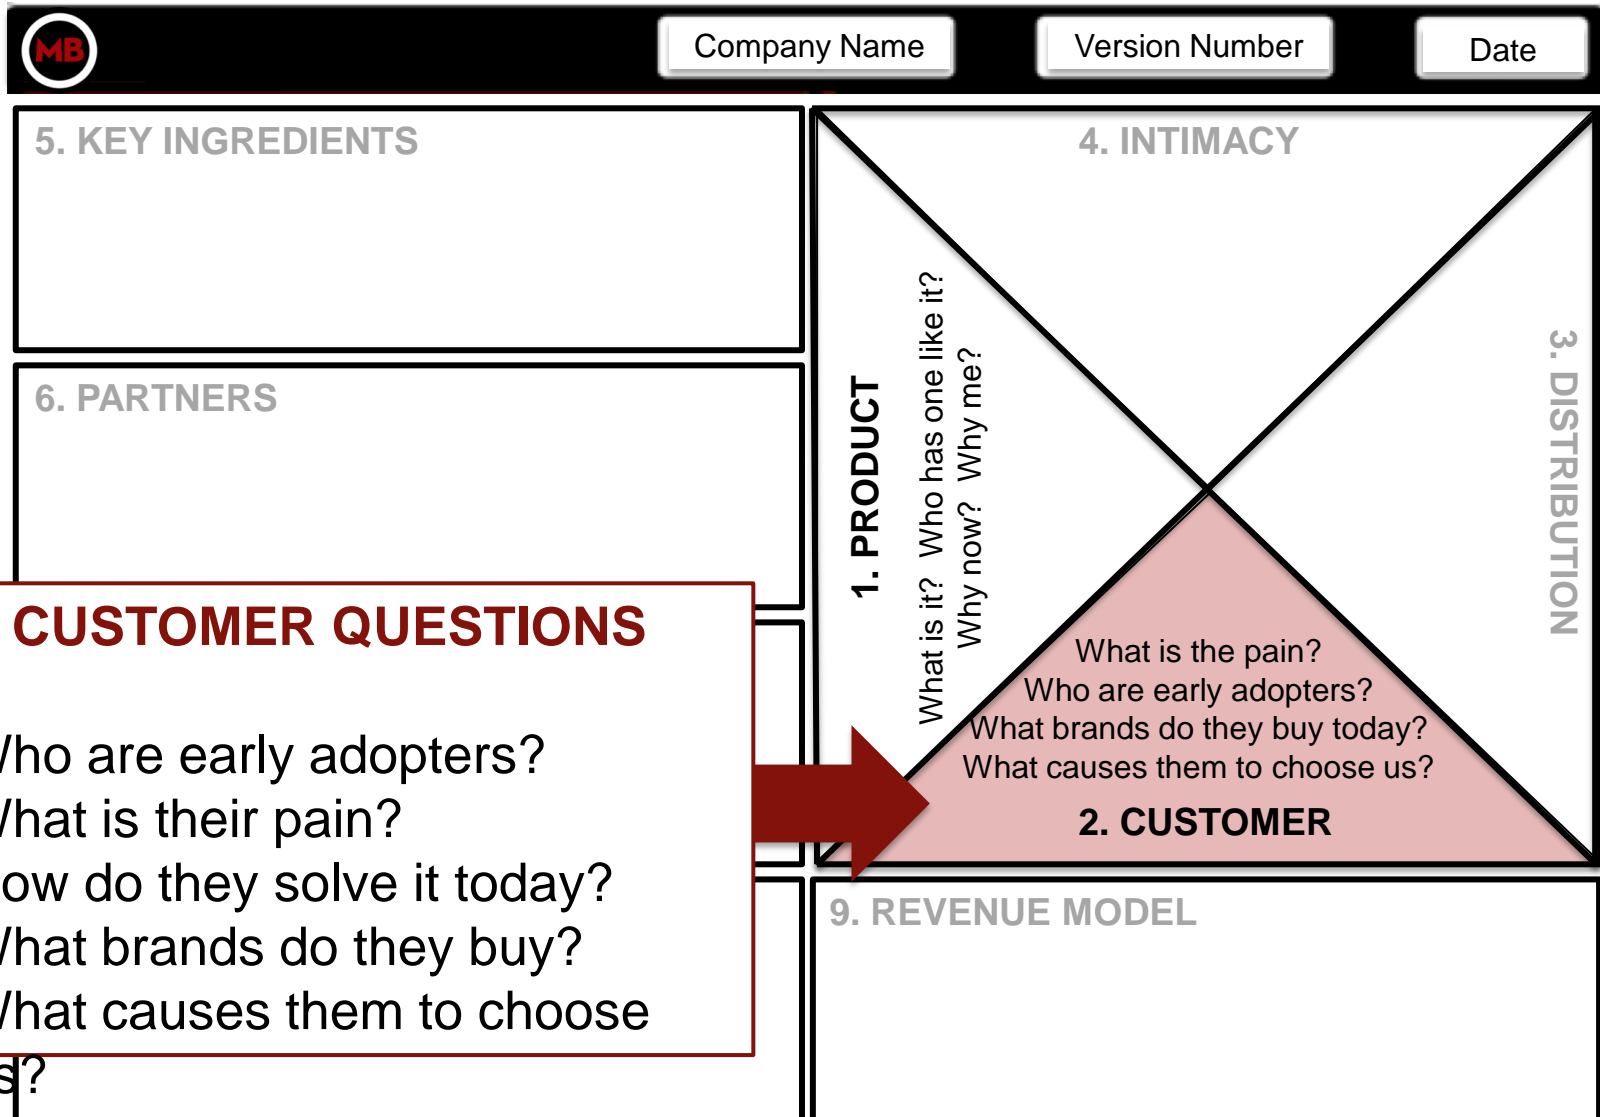 MB
Company Name
Version Number
Date
5. KEY INGREDIENTS
4. INTIMACY
6. PARTNERS
1. PRODUCT
What is it? Who has one like it?
Why now? Why me?
3. DISTRIBUTION
CUSTOMER QUESTIONS
ho are early adopters?
hat is their pain?
ow do they solve it today?
hat brands do they buy?
hat causes them to choose
s?
What is the pain?
Who are early adopters?
What brands do they buy today?
What causes them to choose us?
2. CUSTOMER
9. REVENUE MODEL